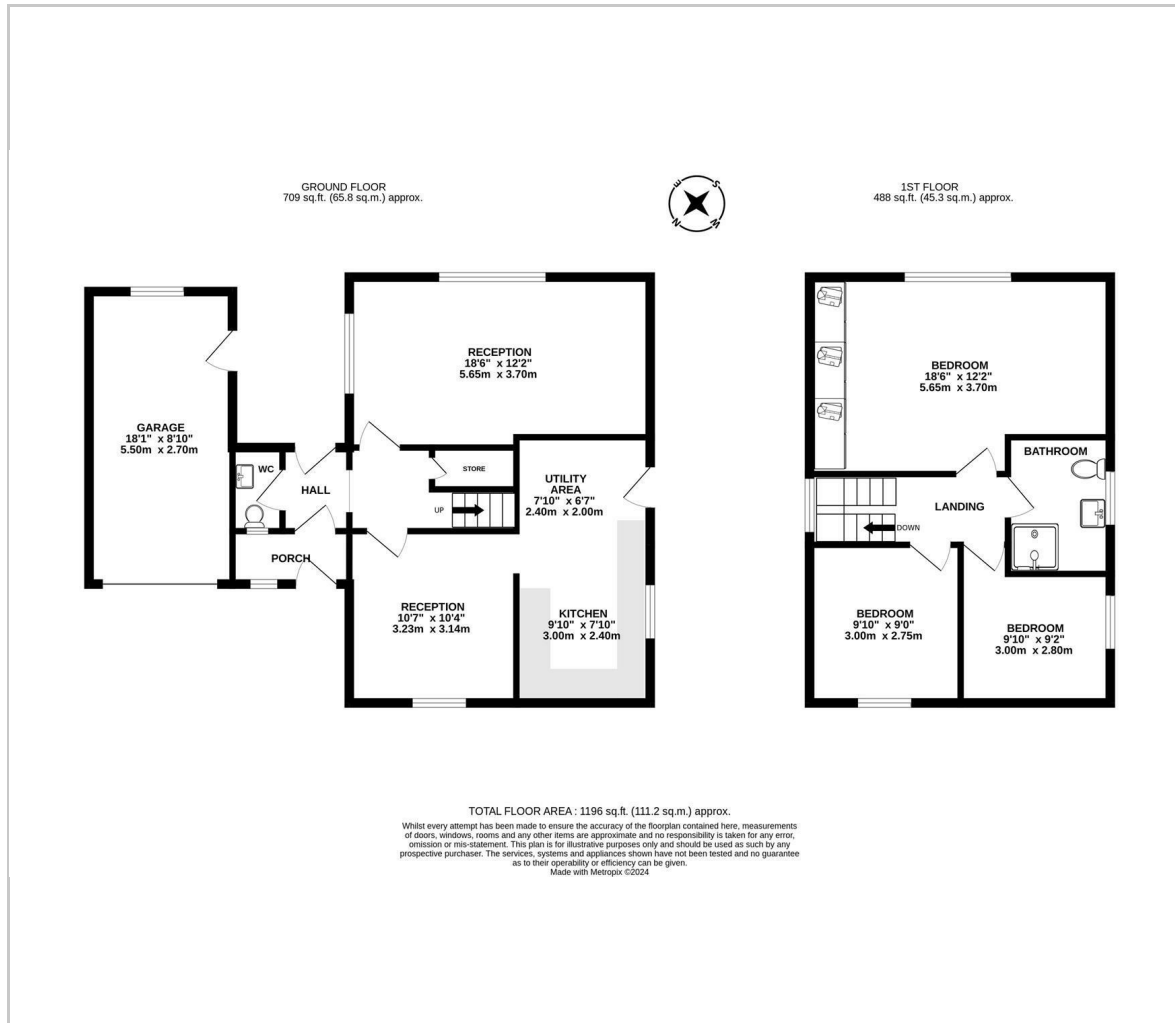 GROUND FLOOR
709 sq.ft. (65.8 sq.m.) approx.
E
S
N
W
1ST FLOOR
488 sq.ft. (45.3 sq.m.) approx.
GARAGE
18'1" x 8'10"
5.50m x 2.70m
RECEPTION
18'6" x 12'2"
5.65m x 3.70m
WC
HALL
STORE
UP
UTILITY
AREA
7'10" x 6'7"
2.40m x 2.00m
PORCH
RECEPTION
10'7" x 10'4"
3.23m x 3.14m
KITCHEN
9'10" x 7'10"
3.00m x 2.40m
BEDROOM
18'6" x 12'2"
5.65m x 3.70m
BATHROOM
LANDING
DOWN
BEDROOM
9'10" x 9'0"
3.00m x 2.75m
BEDROOM
9'10" x 9'2"
3.00m x 2.80m
TOTAL FLOOR AREA : 1196 sq.ft. (111.2 sq.m.) approx.
Whilst every attempt has been made to ensure the accuracy of the floorplan contained here, measurements
of doors, windows, rooms and any other items are approximate and no responsibility is taken for any error,
omission or mis-statement. This plan is for illustrative purposes only and should be used as such by any
prospective purchaser. The services, systems and appliances shown have not been tested and no guarantee
as to their operability or efficiency can be given.
Made with Metropix ©2024